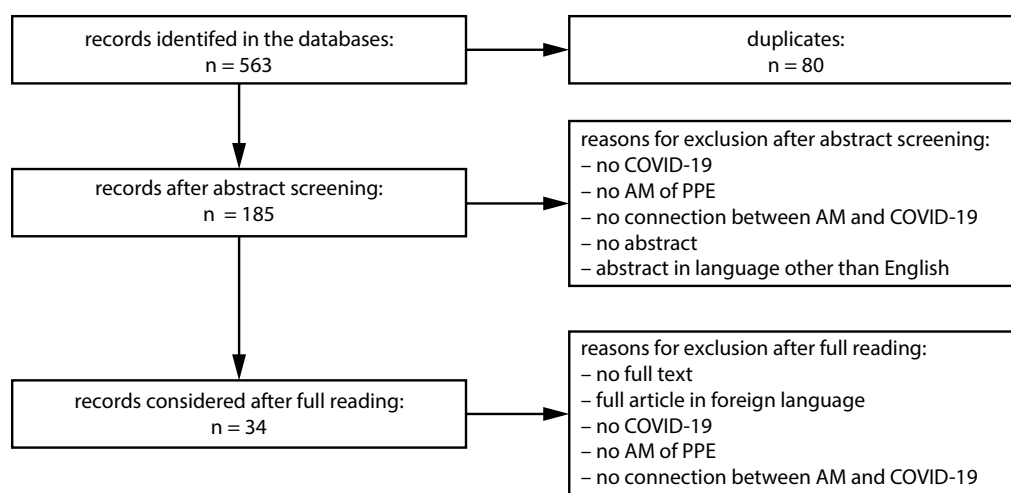 records identifed in the databases:
n = 563
duplicates:
n = 80
records after abstract screening:
n = 185
reasons for exclusion after abstract screening:
– no COVID-19
– no AM of PPE
– no connection between AM and COVID-19
– no abstract
– abstract in language other than English
records considered after full reading:
n = 34
reasons for exclusion after full reading:
– no full text
– full article in foreign language
– no COVID-19
– no AM of PPE
– no connection between AM and COVID-19